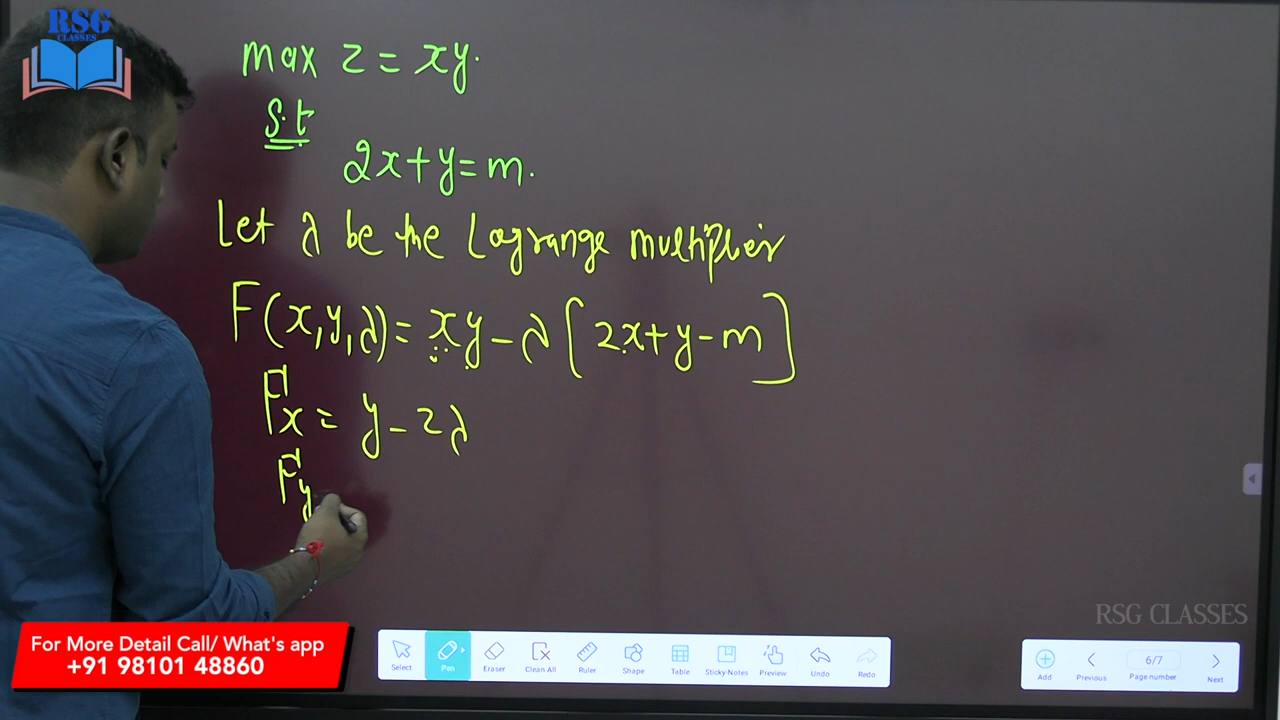 RSG
CLASSES
max z = xy.
S.t
2x+y=m.
Let λ be the Lagrange multiplier
F(x,y,λ) = xy - λ[2x+y-m]
Fx = y - 2λ
Fy
RSG CLASSES
For More Detail Call/ What's app
+91 98101 48860
Select
Pen
Eraser
Clean All
Ruler
Shape
Table
Sticky-Notes
Preview
Undo
Redo
Add
Previous
6/7
Page number
Next